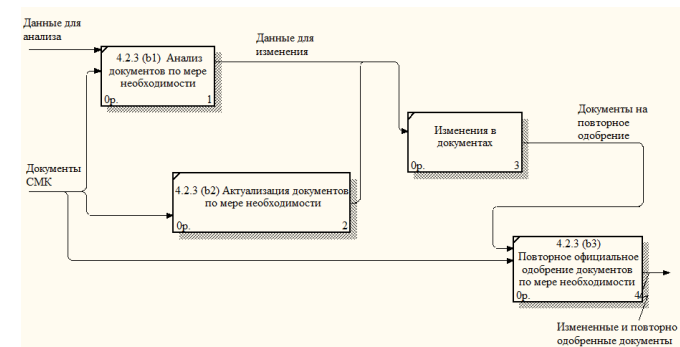 Данные для
анализа
4.2.3 (b1) Анализ
документов по мере
необходимости
0р.
1
Данные для
изменения
Изменения в
документах
0р.
3
Документы на
повторное
одобрение
Документы
СМК
4.2.3 (b2) Актуализация документов
по мере необходимости
0р.
2
4.2.3 (b3)
Повторное официальное
одобрение документов
по мере необходимости
0р.
4
Измененные и повторно
одобренные документы